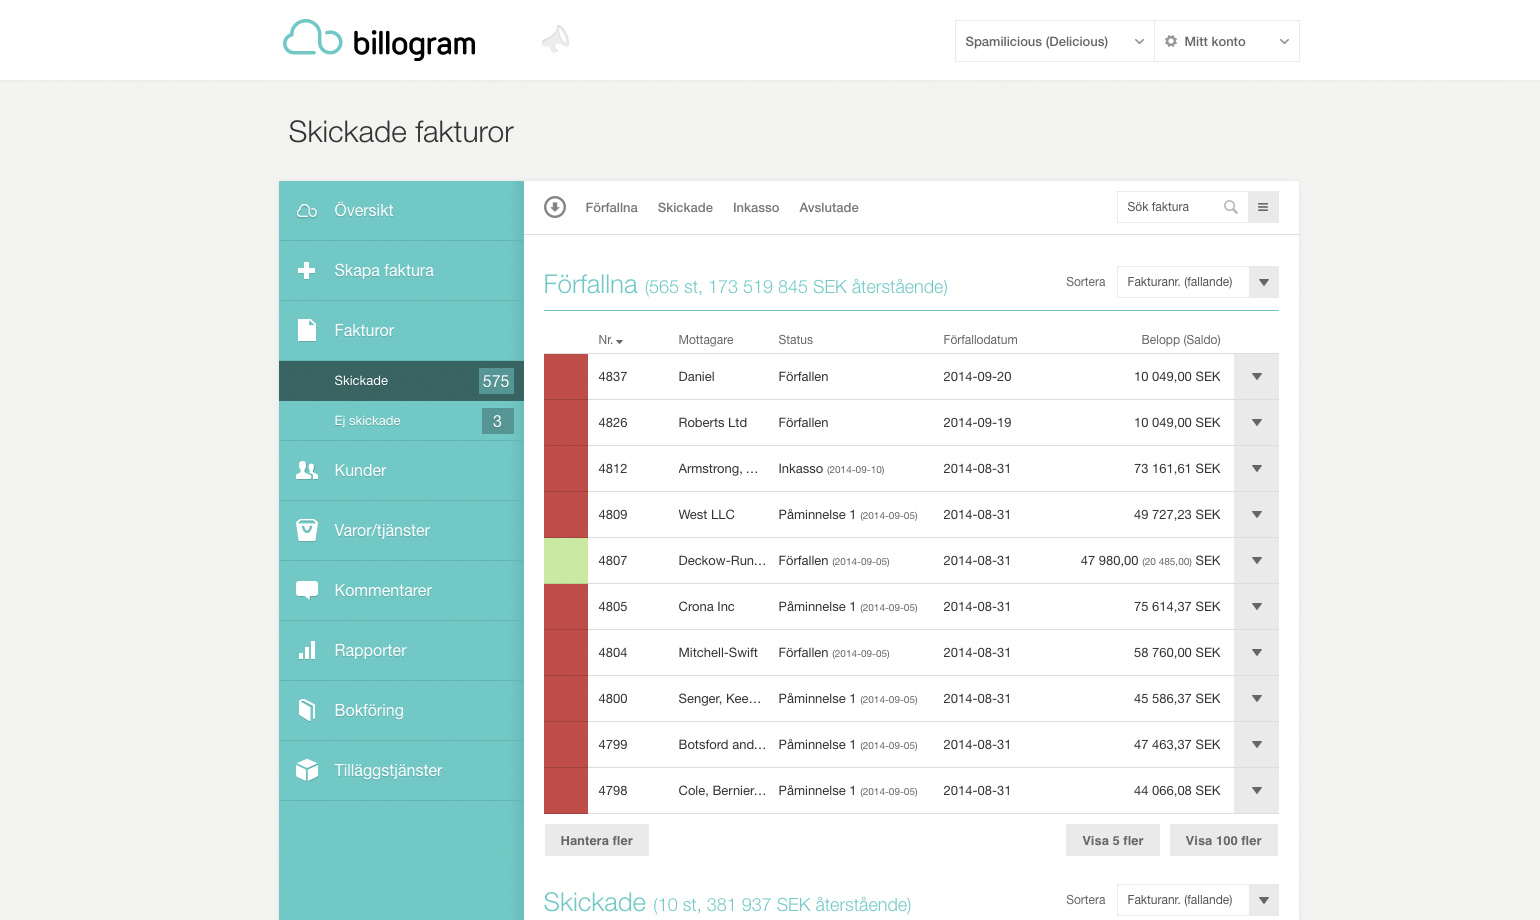 billogram
Spamilicious (Delicious)
Mitt konto
Skickade fakturor
Översikt
Skapa faktura
Fakturor
Skickade 575
Ej skickade 3
Kunder
Varor/tjänster
Kommentarer
Rapporter
Bokföring
Tilläggstjänster
Förfallna Skickade Inkasso Avslutade
Sök faktura
Förfallna (565 st, 173 519 845 SEK återstående)
Sortera Fakturanr. (fallande)
Nr. Mottagare Status Förfallodatum Belopp (Saldo)
4837 Daniel Förfallen 2014-09-20 10 049,00 SEK
4826 Roberts Ltd Förfallen 2014-09-19 10 049,00 SEK
4812 Armstrong, ... Inkasso (2014-09-10) 2014-08-31 73 161,61 SEK
4809 West LLC Påminnelse 1 (2014-09-05) 2014-08-31 49 727,23 SEK
4807 Deckow-Run... Förfallen (2014-09-05) 2014-08-31 47 980,00 (20 485,00) SEK
4805 Crona Inc Påminnelse 1 (2014-09-05) 2014-08-31 75 614,37 SEK
4804 Mitchell-Swift Förfallen (2014-09-05) 2014-08-31 58 760,00 SEK
4800 Senger, Kee... Påminnelse 1 (2014-09-05) 2014-08-31 45 586,37 SEK
4799 Botsford and... Påminnelse 1 (2014-09-05) 2014-08-31 47 463,37 SEK
4798 Cole, Bernier... Påminnelse 1 (2014-09-05) 2014-08-31 44 066,08 SEK
Hantera fler Visa 5 fler Visa 100 fler
Skickade (10 st, 381 937 SEK återstående)
Sortera Fakturanr. (fallande)